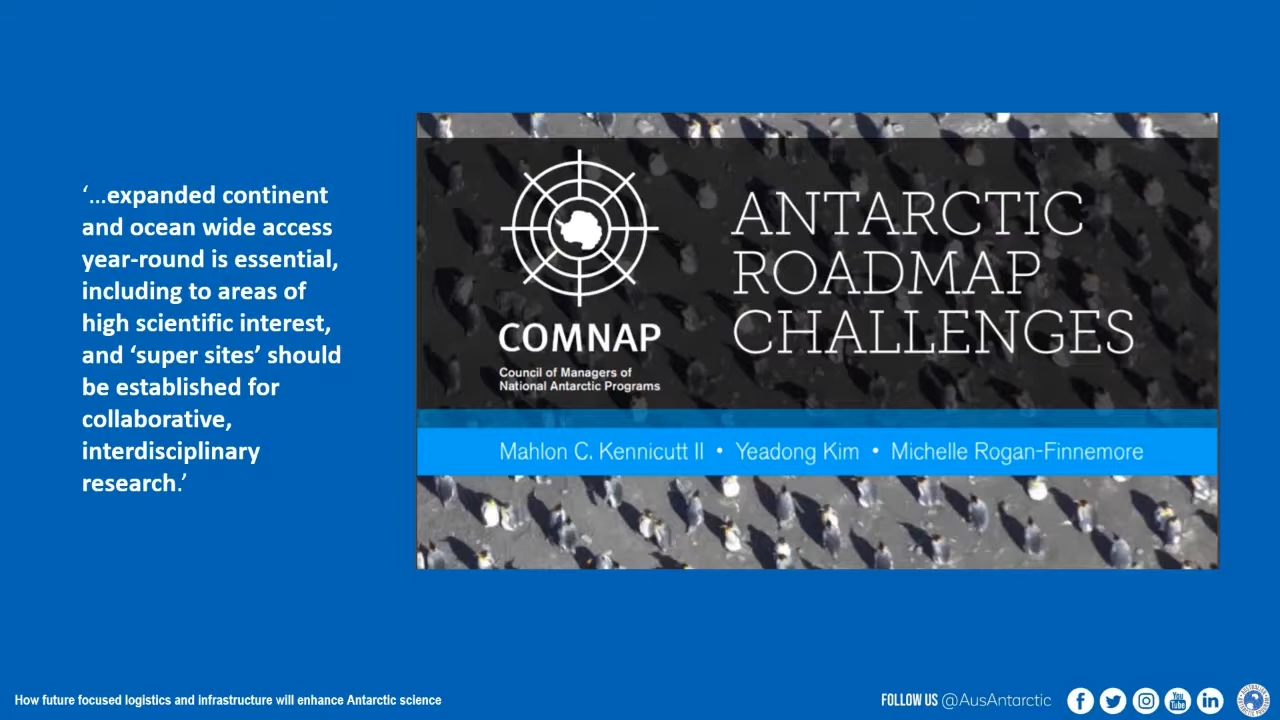 ‘...expanded continent
and ocean wide access
year-round is essential,
including to areas of
high scientific interest,
and ‘super sites’ should
be established for
collaborative,
interdisciplinary
research.’
COMNAP
Council of Managers of
National Antarctic Programs
ANTARCTIC
ROADMAP
CHALLENGES
Mahlon C. Kennicutt II • Yeadong Kim • Michelle Rogan-Finnemore
How future focused logistics and infrastructure will enhance Antarctic science
FOLLOW US @AusAntarctic
You
Tube